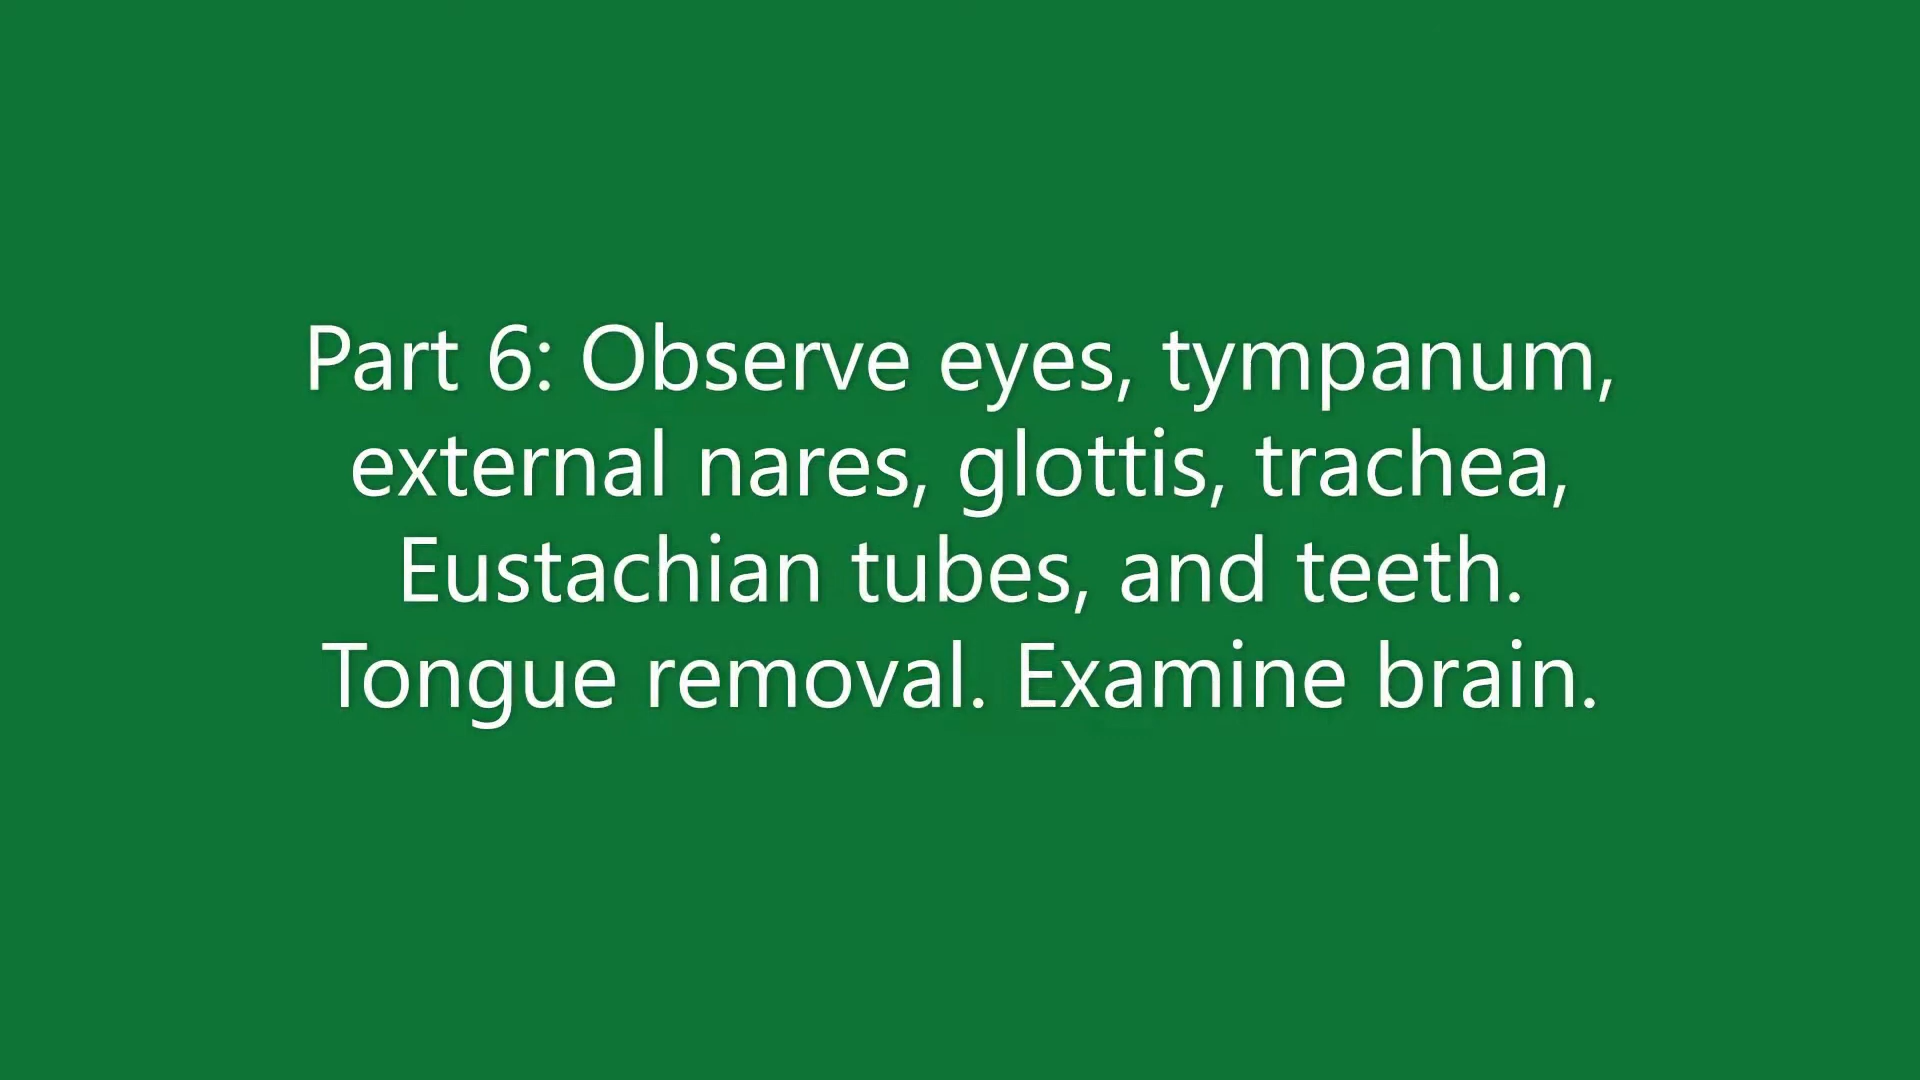 Part 6: Observe eyes, tympanum,
external nares, glottis, trachea,
Eustachian tubes, and teeth.
Tongue removal. Examine brain.